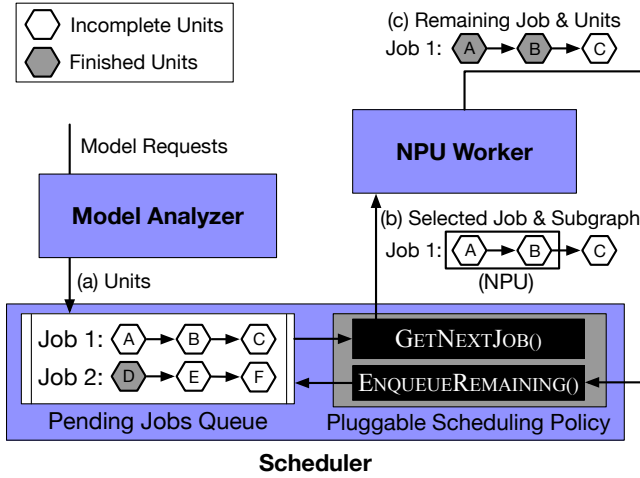 Incomplete Units
Finished Units
(c) Remaining Job & Units
Job 1: A B C
Model Requests
Model Analyzer
NPU Worker
(a) Units
(b) Selected Job & Subgraph
Job 1: A B C
(NPU)
Job 1: A B C
Job 2: D E F
Pending Jobs Queue
GETNEXTJOB()
ENQUEUEREMAINING()
Pluggable Scheduling Policy
Scheduler